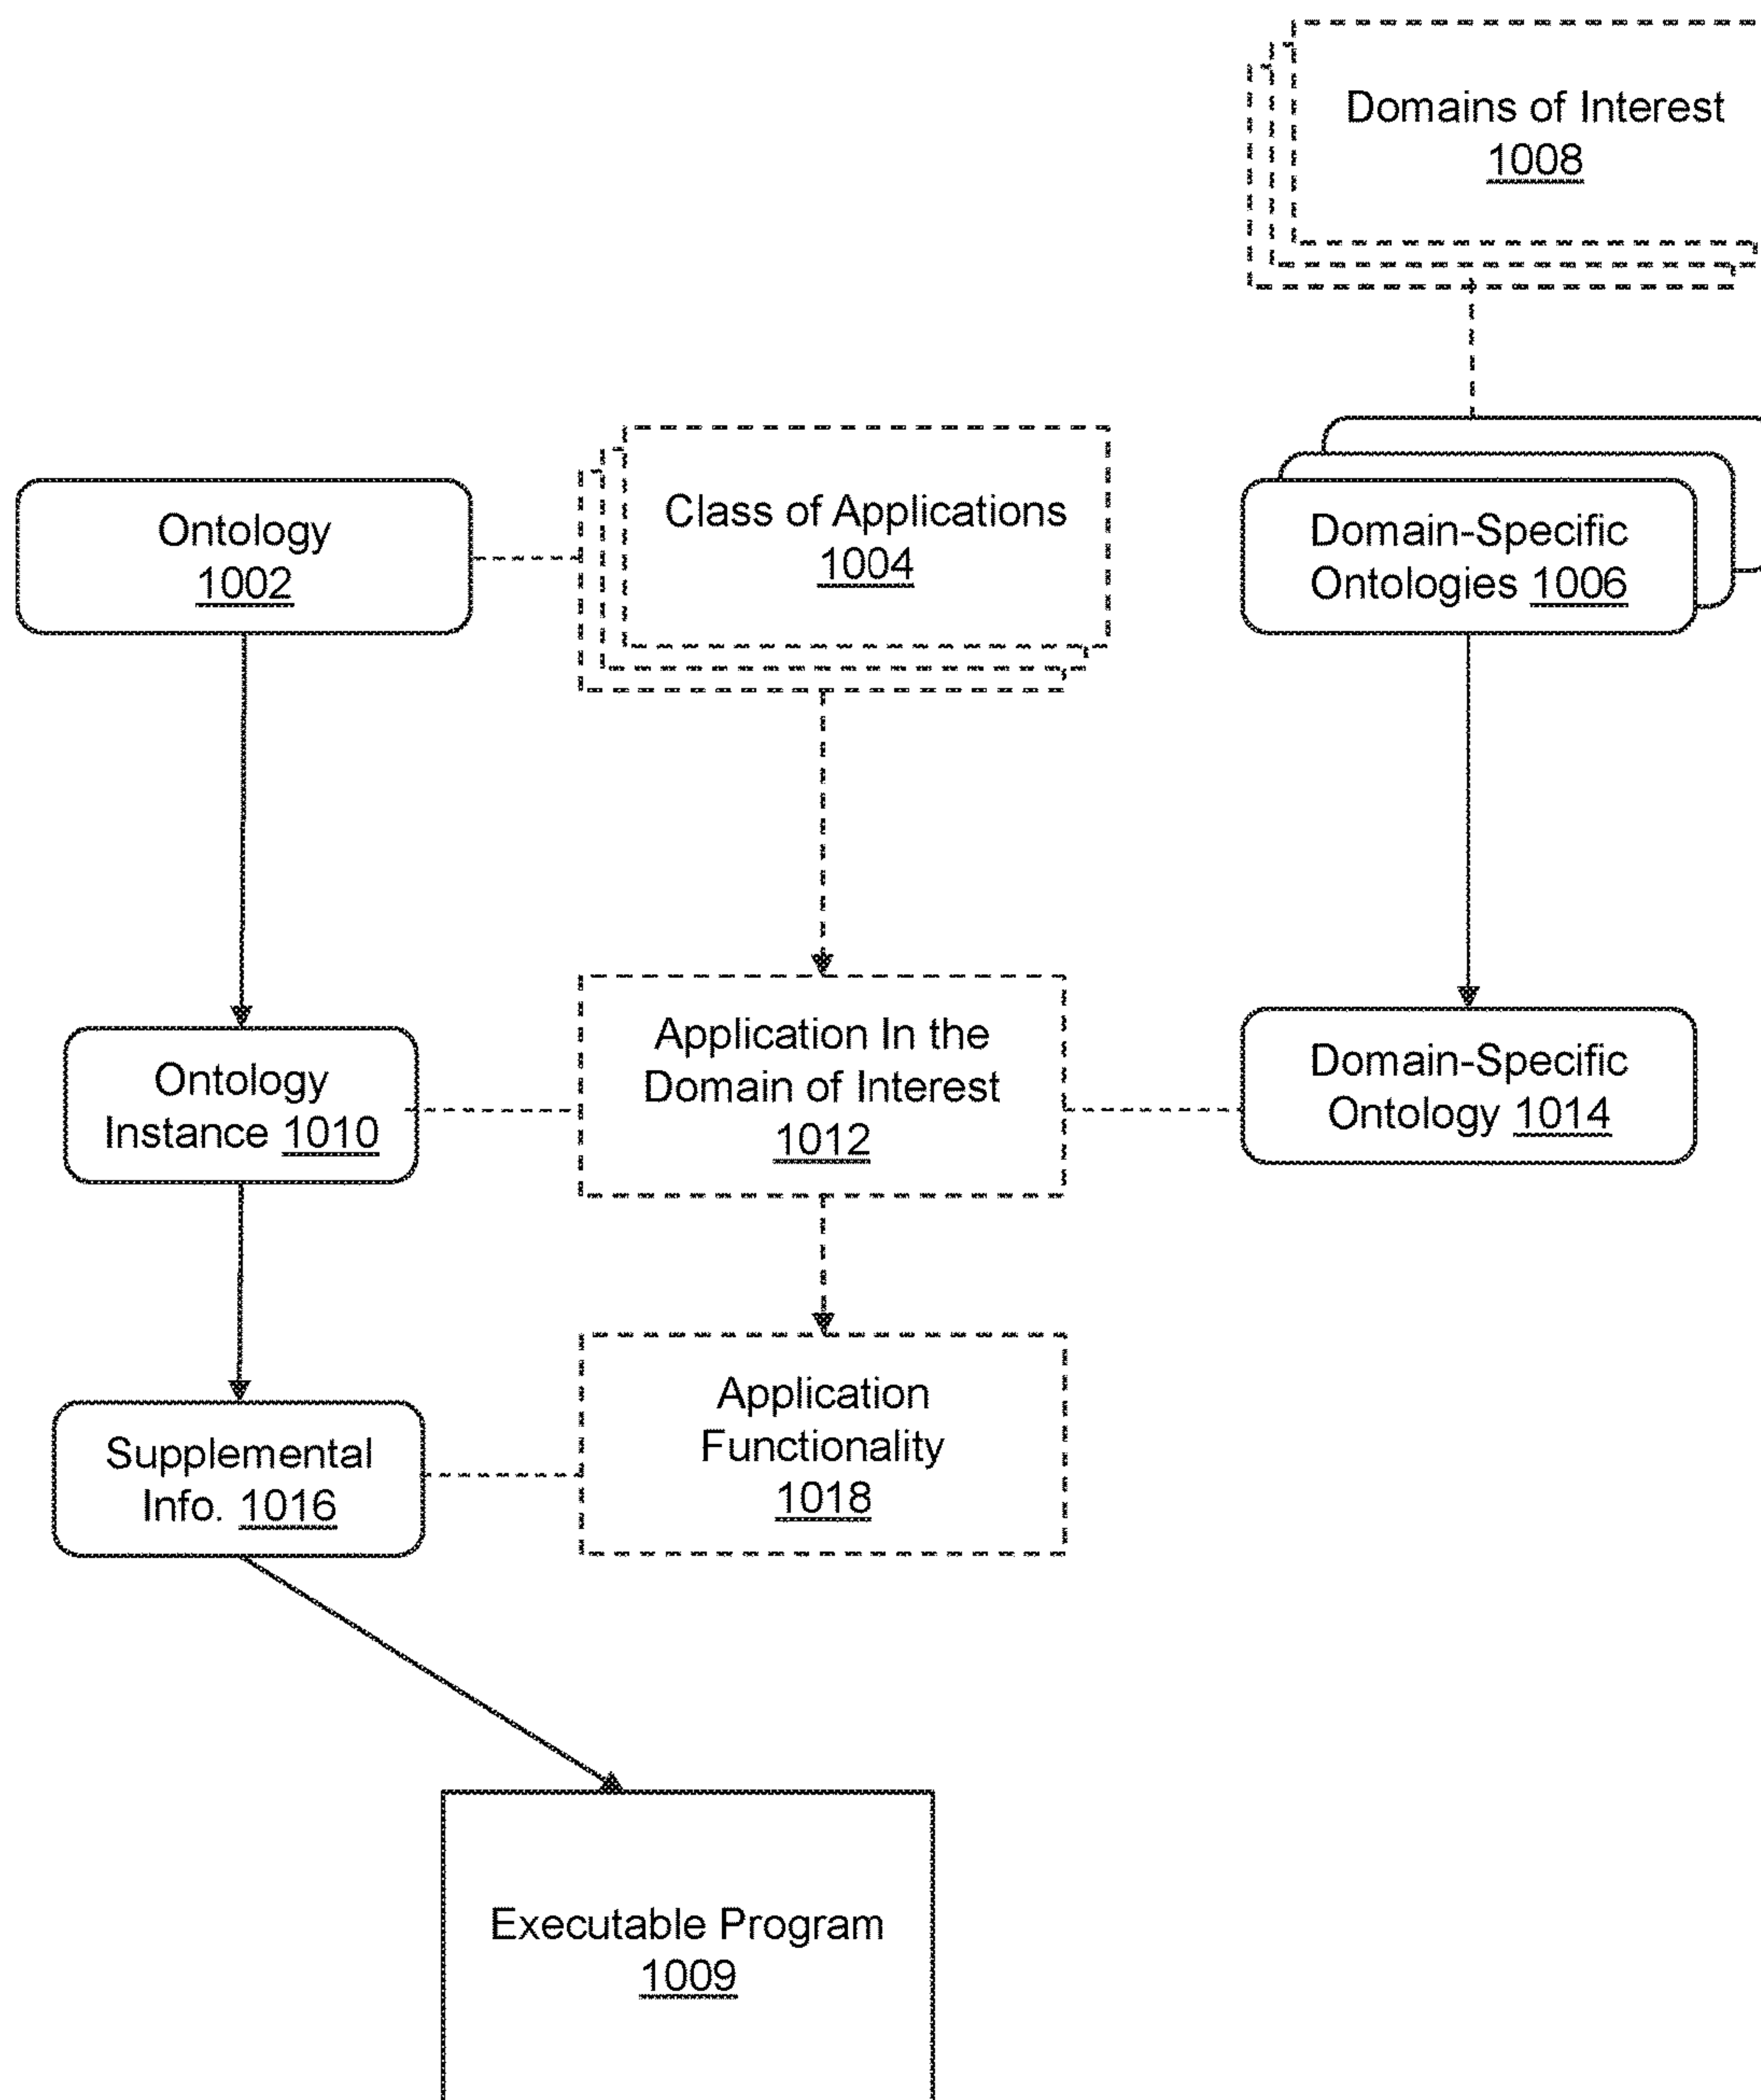 Domains of Interest
1008
Ontology
1002
Class of Applications
1004
Domain-Specific
Ontologies 1006
Ontology
Instance 1010
Application In the
Domain of Interest
1012
Domain-Specific
Ontology 1014
Supplemental
Info. 1016
Application
Functionality
1018
Executable Program
1009